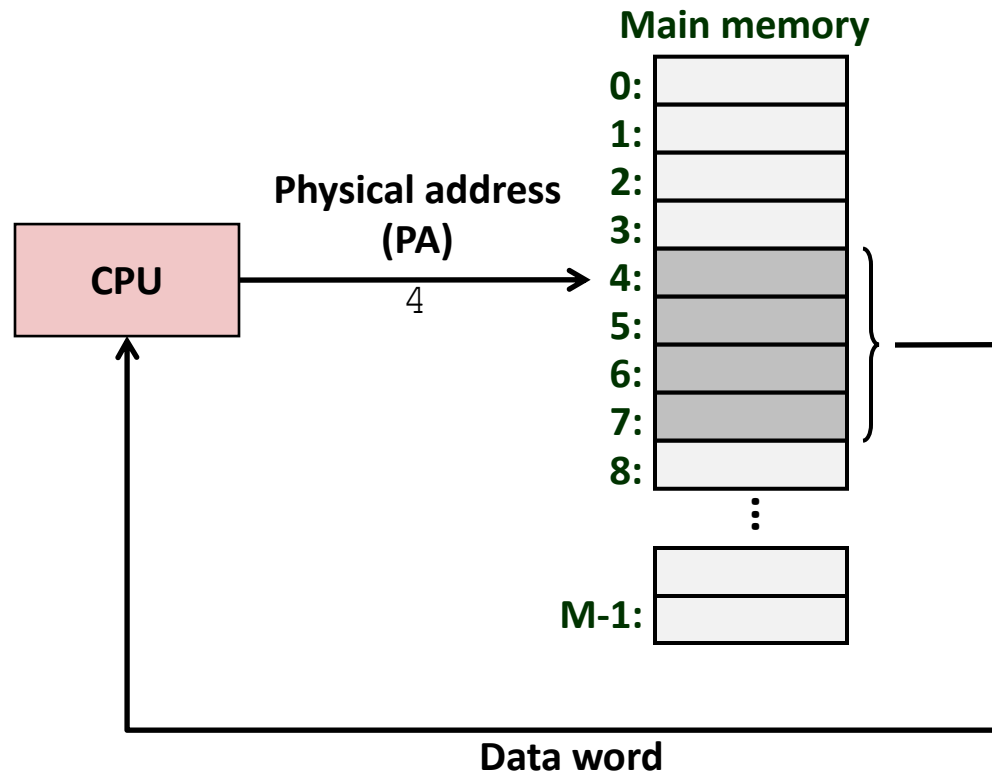 Main memory
0:
1:
2:
Physical address
(PA)
3:
CPU
4
4:
5:
6:
7:
8:
M-1:
Data word